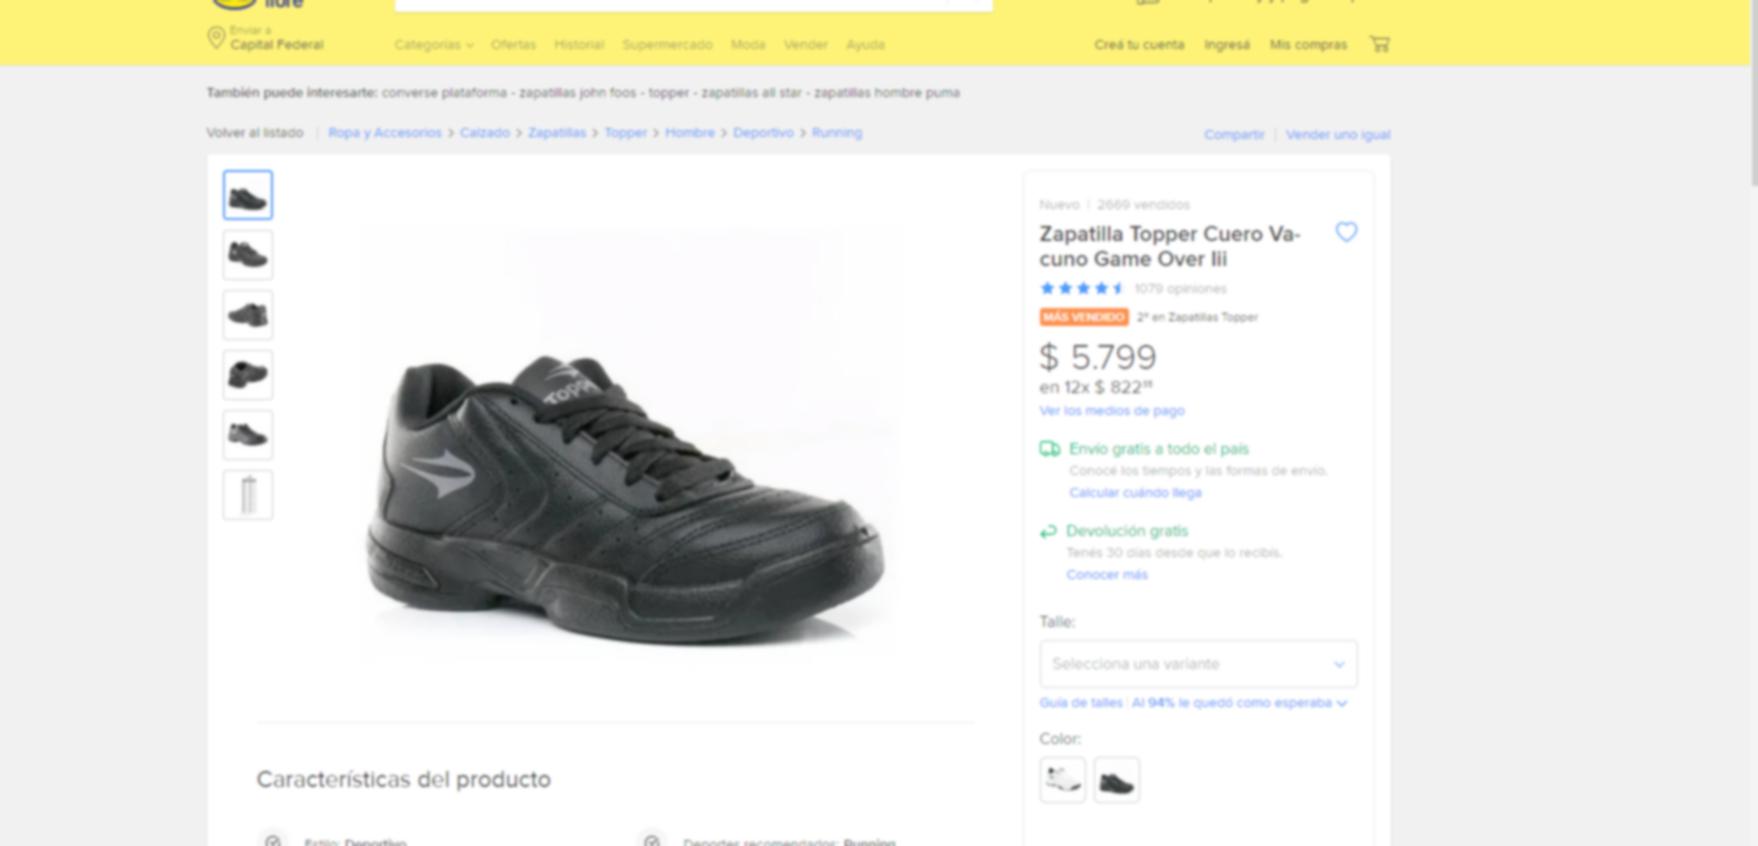 libre
Enviar a
Capital Federal
Categorías Ofertas Historial Supermercado Moda Vender Ayuda
Creá tu cuenta Ingresá Mis compras
También puede interesarte: converse plataforma - zapatillas john foos - topper - zapatillas all star - zapatillas hombre puma
Volver al listado | Ropa y Accesorios > Calzado > Zapatillas > Topper > Hombre > Deportivo > Running
Compartir | Vender uno igual
Nuevo | 2669 vendidos
Zapatilla Topper Cuero Va-
cuno Game Over Iii
1079 opiniones
MÁS VENDIDO 2º en Zapatillas Topper
$ 5.799
en 12x $ 822
Ver los medios de pago
Envío gratis a todo el país
Conocé los tiempos y las formas de envío.
Calcular cuándo llega
Devolución gratis
Tenés 30 días desde que lo recibís.
Conocer más
Talle:
Selecciona una variante
Guía de talles | Al 94% le quedó como esperaba
Color:
Características del producto
Estilo: Deportivo
Deportes recomendados: Running